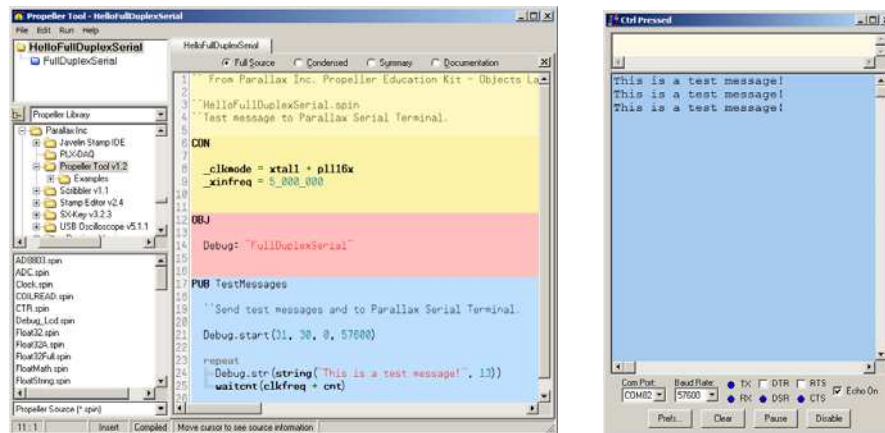 Propeller Tool - HelloFullDuplexSerial
File Edit Run Help
HelloFullDuplexSerial
FullDuplexSerial
Propeller Library
Parallax Inc
Javelin Stamp IDE
PLX-DAQ
Propeller Tool v1.2
Examples
Scribbler v1.1
Stamp Editor v2.4
SX-Key v3.2.3
USB Oscilloscope v5.1.1
AD8803.spin
ADC.spin
Clock.spin
COILREAD.spin
CTR.spin
Debug_Lcd.spin
Float32.spin
Float32A.spin
Float32Full.spin
FloatMath.spin
FloatString.spin
Propeller Source (*.spin)
HelloFullDuplexSerial
Full Source Condensed Summary Documentation
1 '' From Parallax Inc. Propeller Education Kit - Objects La
2
3 ''HelloFullDuplexSerial.spin
4 ''Test message to Parallax Serial Terminal.
5
6 CON
7
8 _clkmode = xtal1 + pll16x
9 _xinfreq = 5_000_000
10
11
12 OBJ
13
14 Debug: "FullDuplexSerial"
15
16
17 PUB TestMessages
18
19 ''Send test messages and to Parallax Serial Terminal.
20
21 Debug.start(31, 30, 0, 57600)
22
23 repeat
24 Debug.str(string("This is a test message!", 13))
25 waitcnt(clkfreq + cnt)
26
11 : 1 Insert Compiled Move cursor to see source information
Ctrl Pressed
This is a test message!
This is a test message!
This is a test message!
Com Port: Baud Rate: TX DTR RTS
COM82 57600 RX DSR CTS Echo On
Prefs... Clear Pause Disable